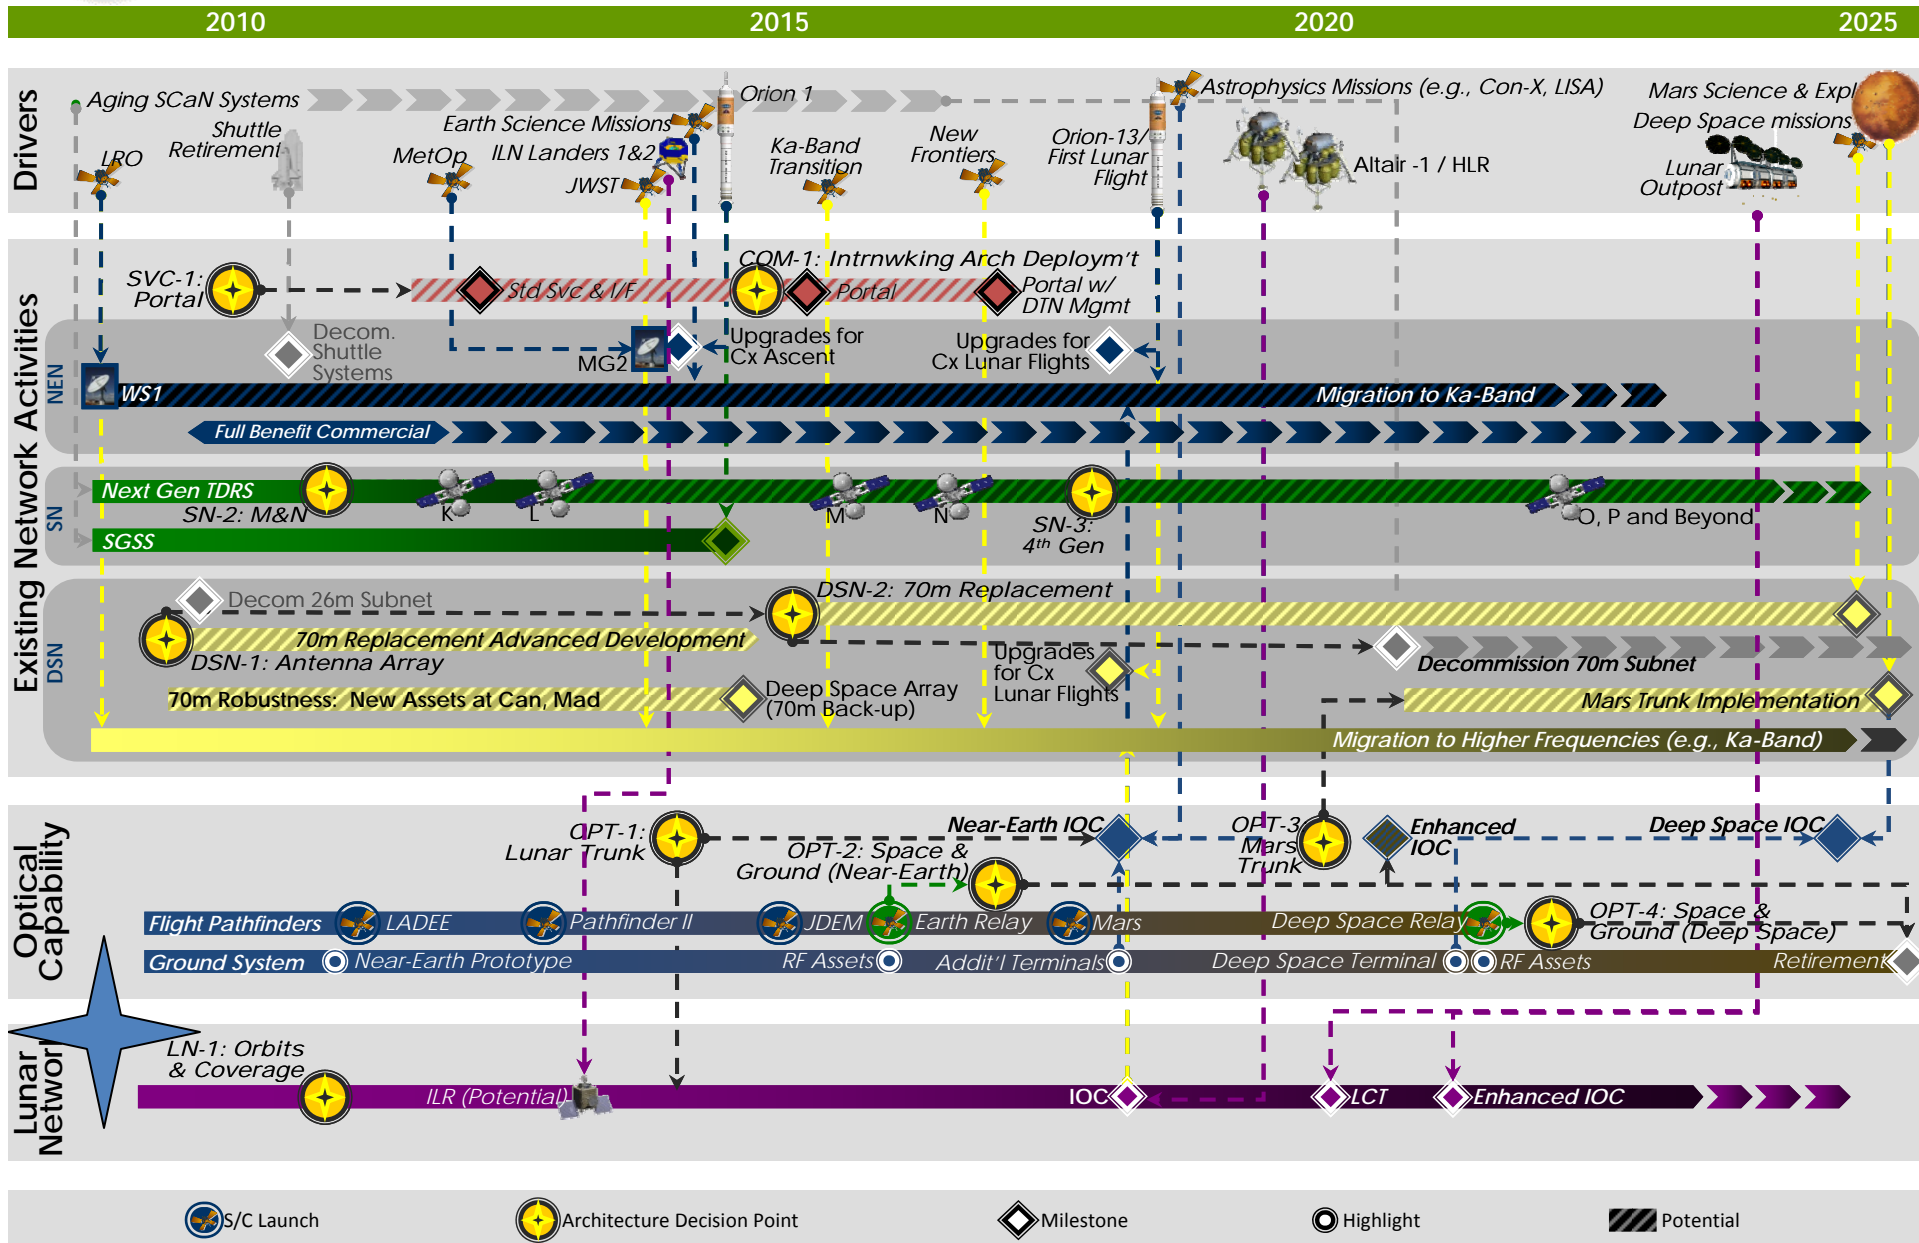 2010 2015 2020 2025
Drivers
Aging SCaN Systems
Shuttle
Retirement
LRO
MetOp
Earth Science Missions
ILN Landers 1&2
JWST
Orion 1
Ka-Band
Transition
New
Frontiers
Orion-13/
First Lunar
Flight
Astrophysics Missions (e.g., Con-X, LISA)
Altair -1 / HLR
Mars Science & Expl
Deep Space missions
Lunar
Outpost
Existing Network Activities
SVC-1:
Portal
Std Svc & I/F
COM-1: Intrnwking Arch Deploym't
Portal
Portal w/
DTN Mgmt
NEN
Decom.
Shuttle
Systems
MG2
Upgrades for
Cx Ascent
Upgrades for
Cx Lunar Flights
WS1
Migration to Ka-Band
Full Benefit Commercial
SN
Next Gen TDRS
SN-2: M&N
K
L
M
N
SN-3:
4th Gen
O, P and Beyond
SGSS
DSN
Decom 26m Subnet
DSN-2: 70m Replacement
70m Replacement Advanced Development
DSN-1: Antenna Array
Upgrades
for Cx
Lunar Flights
Decommission 70m Subnet
70m Robustness: New Assets at Can, Mad
Deep Space Array
(70m Back-up)
Mars Trunk Implementation
Migration to Higher Frequencies (e.g., Ka-Band)
Optical
Capability
OPT-1:
Lunar Trunk
Near-Earth IOC
OPT-2: Space &
Ground (Near-Earth)
OPT-3
Mars
Trunk
Enhanced
IOC
Deep Space IOC
Flight Pathfinders
LADEE
Pathfinder II
JDEM
Earth Relay
Mars
Deep Space Relay
OPT-4: Space &
Ground (Deep Space)
Ground System
Near-Earth Prototype
RF Assets
Addit'l Terminals
Deep Space Terminal
RF Assets
Retirement
Lunar
Network
LN-1: Orbits
& Coverage
ILR (Potential)
IOC
LCT
Enhanced IOC
S/C Launch
Architecture Decision Point
Milestone
Highlight
Potential